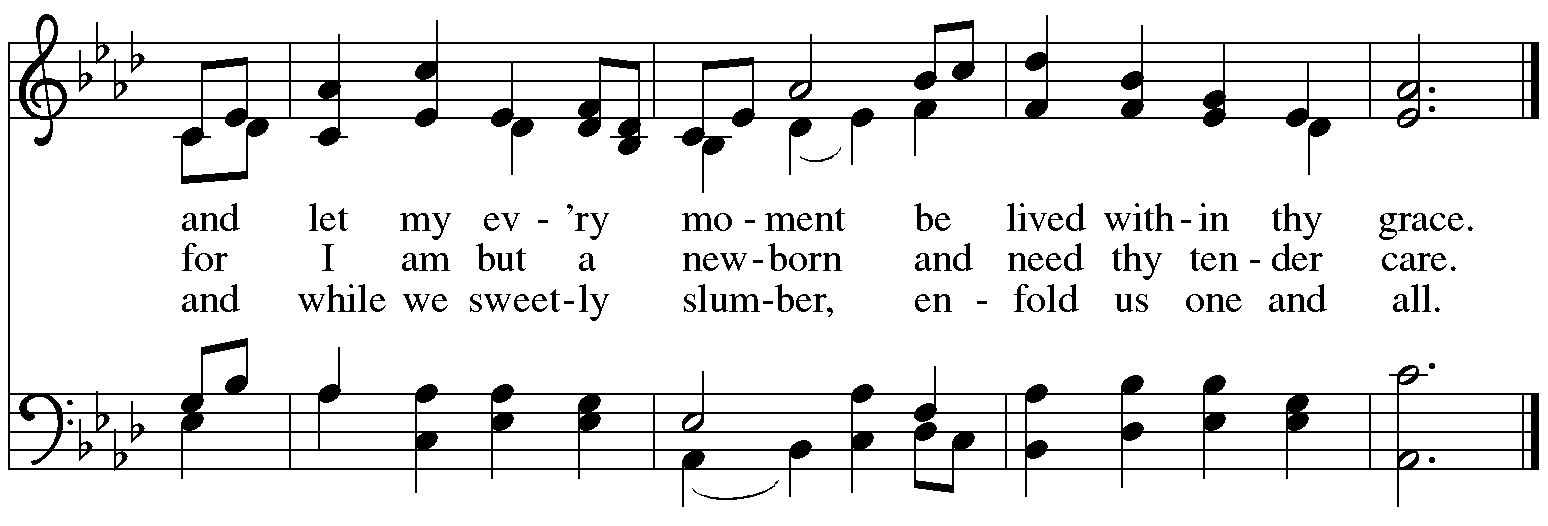 and let my ev - 'ry mo - ment be lived with - in thy grace.
for I am but a new - born and need thy ten - der care.
and while we sweet - ly slum - ber, en - fold us one and all.